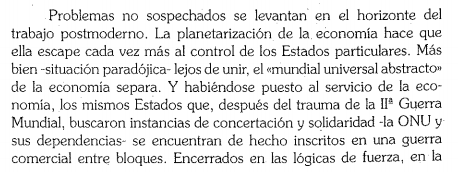 Problemas no sospechados se levantan en el horizonte del
trabajo postmoderno. La planetarización de la economía hace que
ella escape cada vez más al control de los Estados particulares. Más
bien -situación paradójica- lejos de unir, el «mundial universal abstracto»
de la economía separa. Y habiéndose puesto al servicio de la eco-
nomía, los mismos Estados que, después del trauma de la IIª Guerra
Mundial, buscaron instancias de concertación y solidaridad -la ONU y
sus dependencias- se encuentran de hecho inscritos en una guerra
comercial entre bloques. Encerrados en las lógicas de fuerza, en la